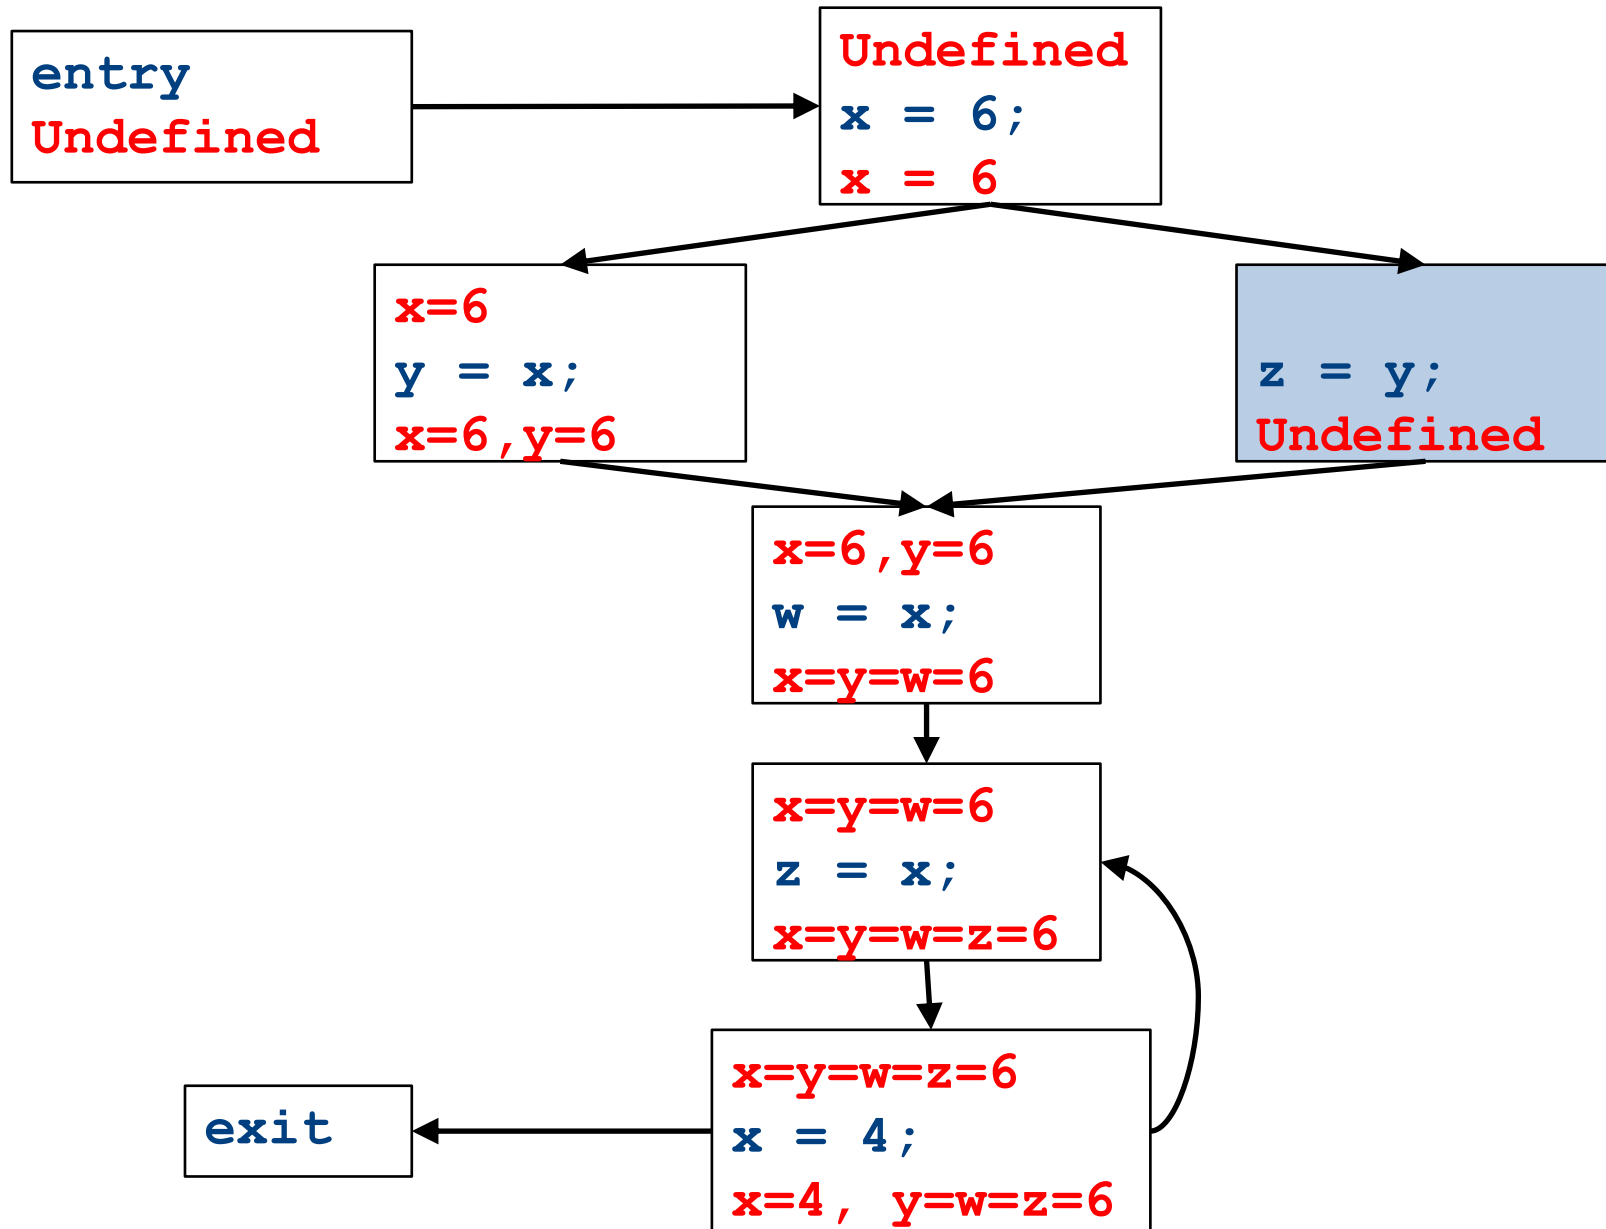 entry
Undefined
Undefined
x = 6;
x = 6
x=6
y = x;
x=6,y=6
z = y;
Undefined
x=6,y=6
w = x;
x=y=w=6
x=y=w=6
z = x;
x=y=w=z=6
x=y=w=z=6
x = 4;
x=4, y=w=z=6
exit